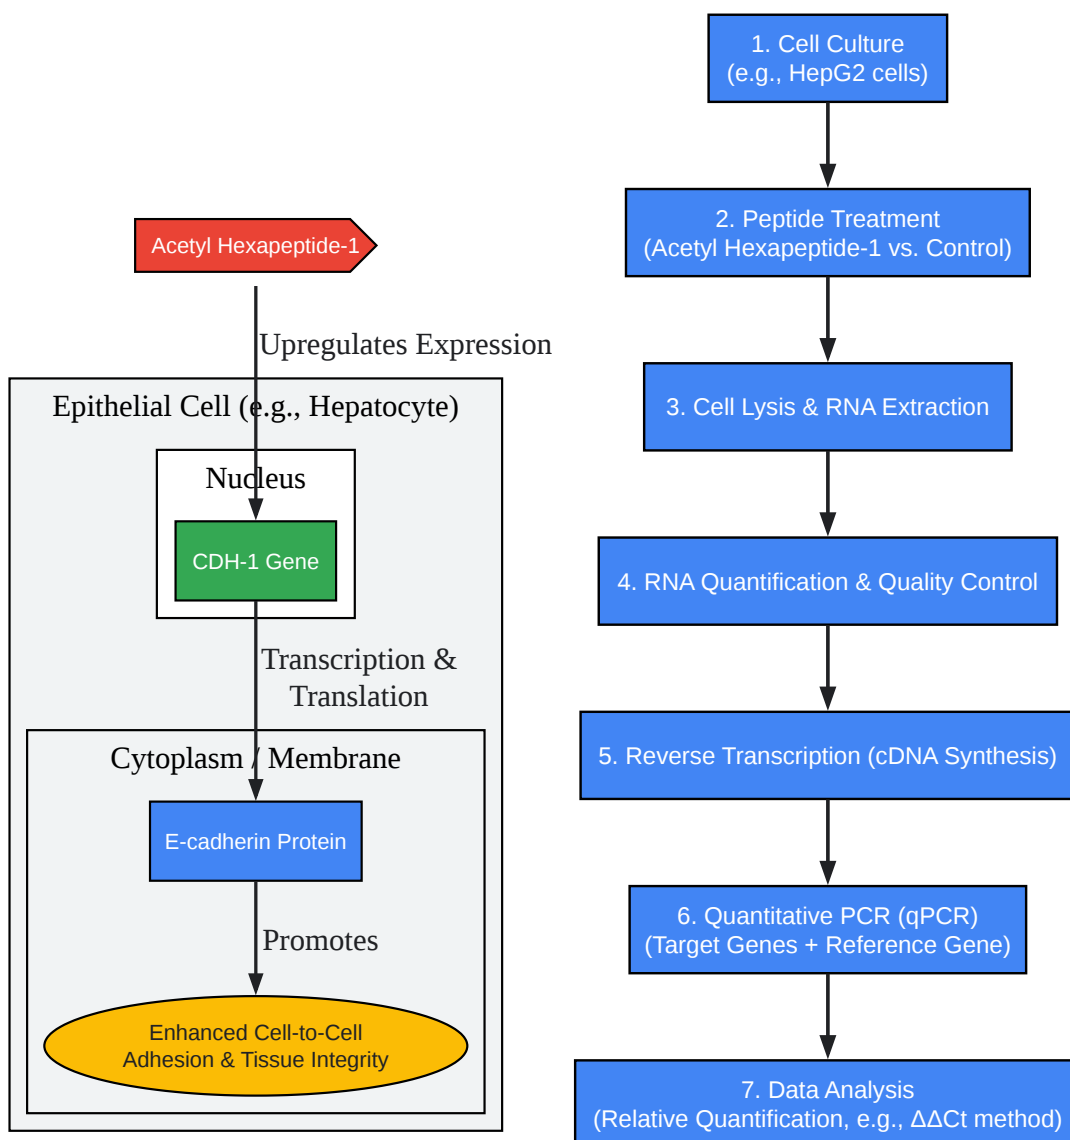 Acetyl Hexapeptide-1
Upregulates Expression
Epithelial Cell (e.g., Hepatocyte)
Nucleus
CDH-1 Gene
Transcription &
Translation
Cytoplasm / Membrane
E-cadherin Protein
Promotes
Enhanced Cell-to-Cell
Adhesion & Tissue Integrity
1. Cell Culture
(e.g., HepG2 cells)
2. Peptide Treatment
(Acetyl Hexapeptide-1 vs. Control)
3. Cell Lysis & RNA Extraction
4. RNA Quantification & Quality Control
5. Reverse Transcription (cDNA Synthesis)
6. Quantitative PCR (qPCR)
(Target Genes + Reference Gene)
7. Data Analysis
(Relative Quantification, e.g., ΔΔCt method)